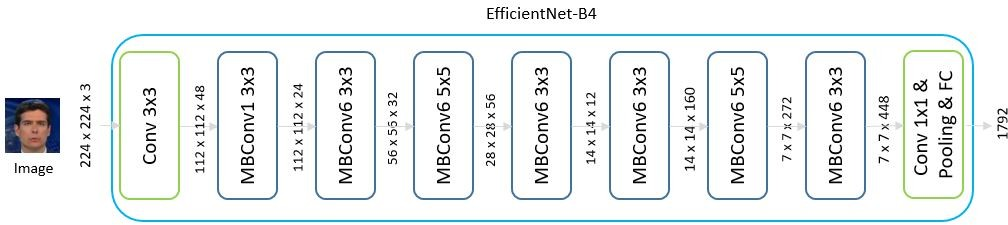 EfficientNet-B4
Image
224 x 224 x 3
Conv 3x3
112 x 112 x 48
MBConv1 3x3
112 x 112 x 24
MBConv6 3x3
56 x 56 x 32
MBConv6 5x5
28 x 28 x 56
MBConv6 3x3
14 x 14 x 12
MBConv6 3x3
14 x 14 x 160
MBConv6 5x5
7 x 7 x 272
MBConv6 3x3
7 x 7 x 448
Conv 1x1 &
Pooling & FC
1792